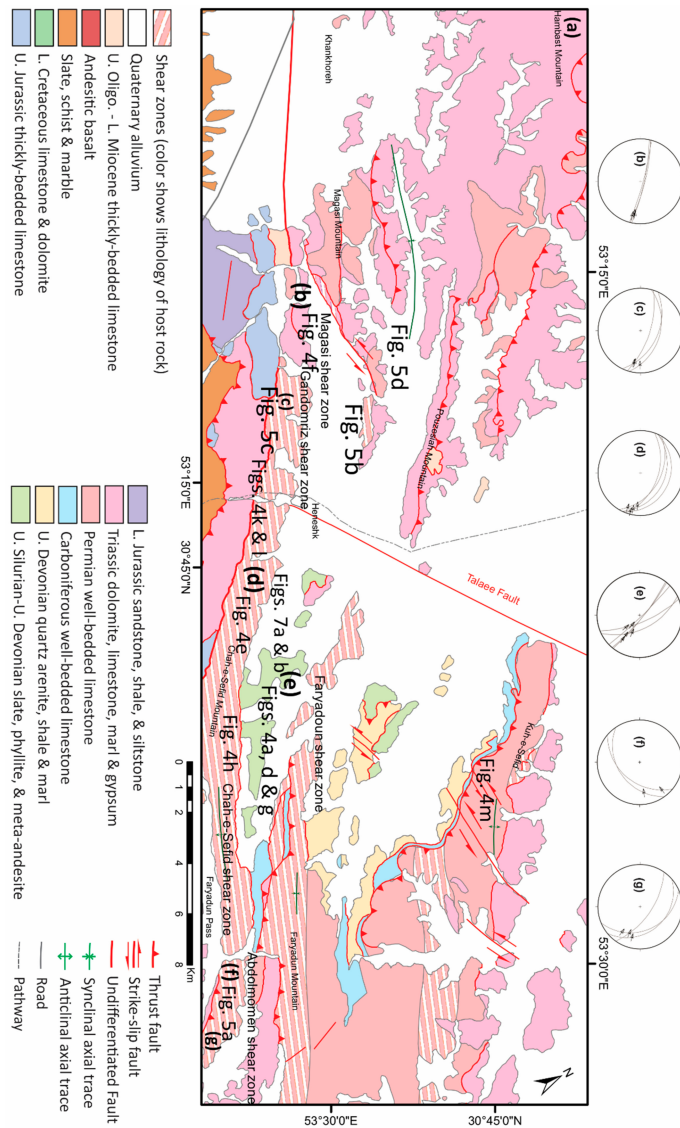 (a)
Hambast Mountain
Khankhoreh
Magasi Mountain
Pouzesiah Mountain
Fig. 5d
Fig. 5b
Magasi shear zone
(b) Fig. 4f
Gandomriz shear zone
(c)
Fig. 5c
Figs. 4k & l
Heneshk
Talaee Fault
(d)
Fig. 4e
Figs. 7a & b
(e)
Figs. 4a, d & g
Faryadoun shear zone
Chah-e-Sefid Mountain
Fig. 4h
Chah-e-Sefid shear zone
Kuh-e-Sefid
Fig. 4m
Faryadun Pass
Faryadun Mountain
Abdolmomen shear zone
(f) Fig. 5a
(g)
N
53°15'0"E
53°30'0"E
53°15'0"E
30°45'0"N
53°30'0"E
30°45'0"N
0 1 2 4 6 8
Km
(b)
(c)
(d)
(e)
(f)
(g)
Shear zones (color shows lithology of host rock)
Quaternary alluvium
U. Oligo. - L. Miocene thickly-bedded limestone
Andesitic basalt
Slate, schist & marble
L. Cretaceous limestone & dolomite
U. Jurassic thickly-bedded limestone
L. Jurassic sandstone, shale, & siltstone
Triassic dolomite, limestone, marl & gypsum
Permian well-bedded limestone
Carboniferous well-bedded limestone
U. Devonian quartz arenite, shale & marl
U. Silurian-U. Devonian slate, phyllite, & meta-andesite
Thrust fault
Strike-slip fault
Undifferentiated Fault
Synclinal axial trace
Anticlinal axial trace
Road
Pathway